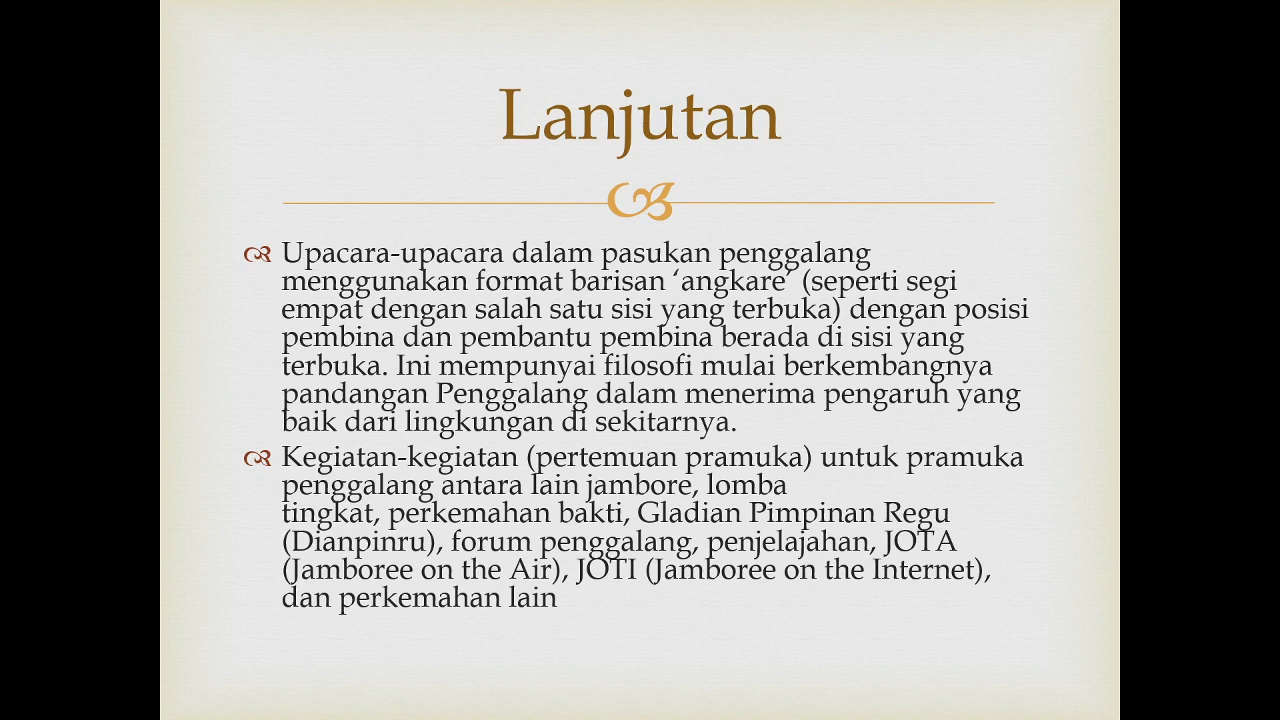 Lanjutan
Upacara-upacara dalam pasukan penggalang
menggunakan format barisan ‘angkare’ (seperti segi
empat dengan salah satu sisi yang terbuka) dengan posisi
pembina dan pembantu pembina berada di sisi yang
terbuka. Ini mempunyai filosofi mulai berkembangnya
pandangan Penggalang dalam menerima pengaruh yang
baik dari lingkungan di sekitarnya.
Kegiatan-kegiatan (pertemuan pramuka) untuk pramuka
penggalang antara lain jambore, lomba
tingkat, perkemahan bakti, Gladian Pimpinan Regu
(Dianpinru), forum penggalang, penjelajahan, JOTA
(Jamboree on the Air), JOTI (Jamboree on the Internet),
dan perkemahan lain